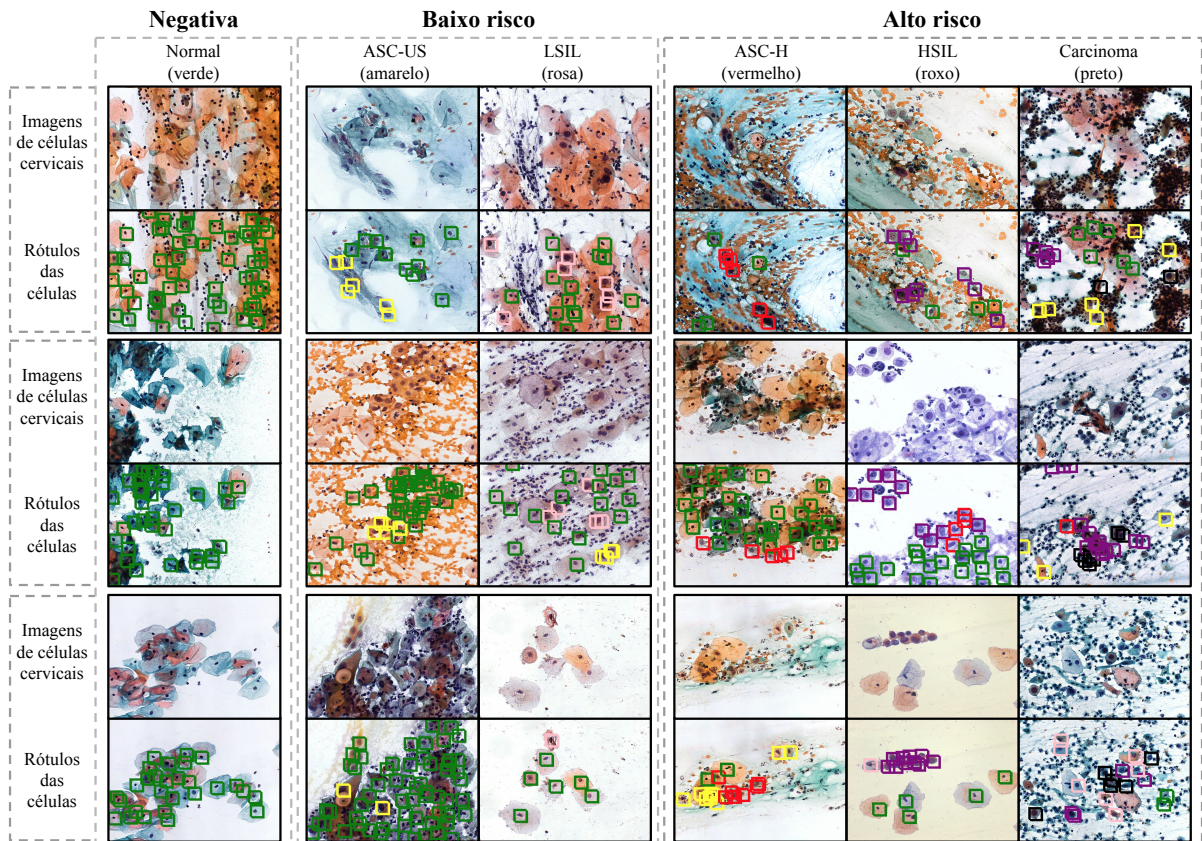 Negativa
Baixo risco
Alto risco
Normal
(verde)
ASC-US
(amarelo)
LSIL
(rosa)
ASC-H
(vermelho)
HSIL
(roxo)
Carcinoma
(preto)
Imagens
de células
cervicais
Rótulos
das
células
Imagens
de células
cervicais
Rótulos
das
células
Imagens
de células
cervicais
Rótulos
das
células